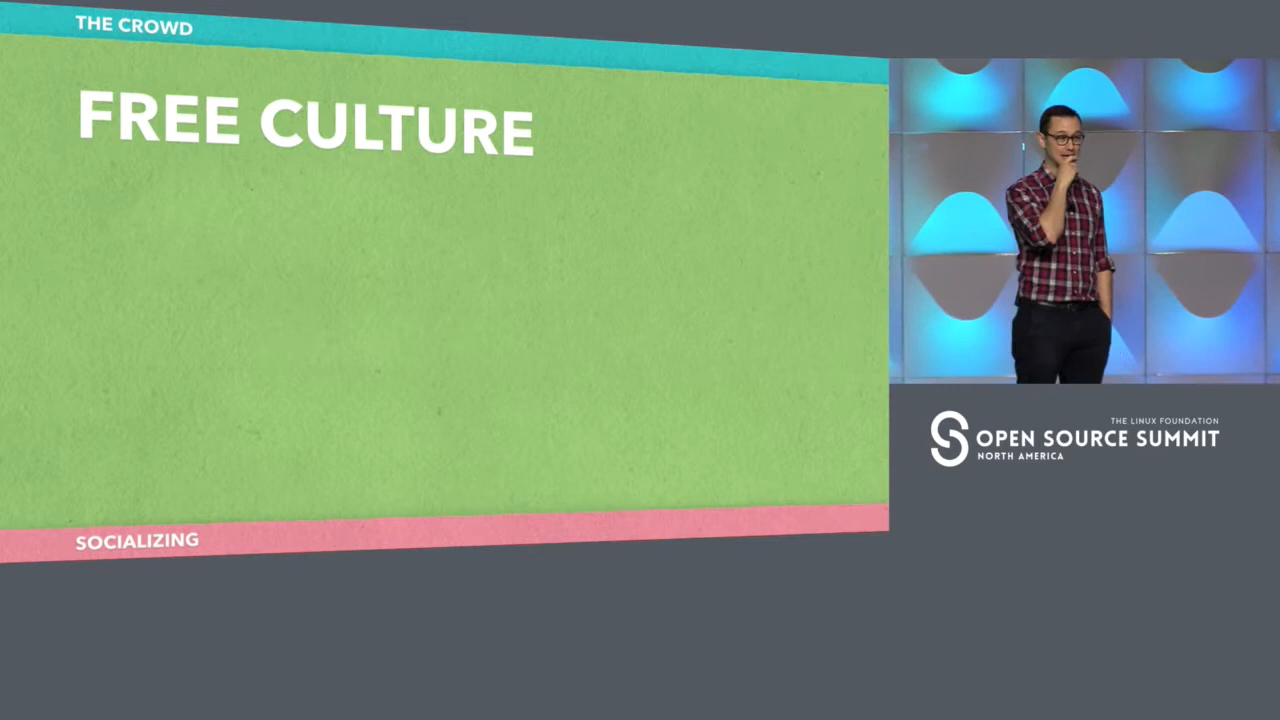 THE CROWD
FREE CULTURE
SOCIALIZING
THE LINUX FOUNDATION
OPEN SOURCE SUMMIT
NORTH AMERICA